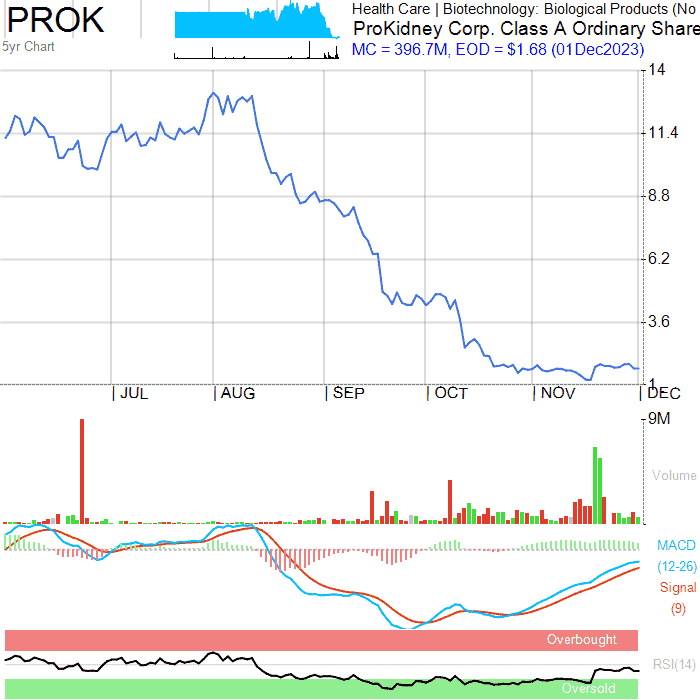 PROK
5yr Chart
Health Care | Biotechnology: Biological Products (No
ProKidney Corp. Class A Ordinary Share
MC = 396.7M, EOD = $1.68 (01Dec2023)
14
11.4
8.8
6.2
3.6
1
| JUL | AUG | SEP | OCT | NOV | DEC
9M
Volume
MACD
(12-26)
Signal
(9)
Overbought
RSI(14)
Oversold